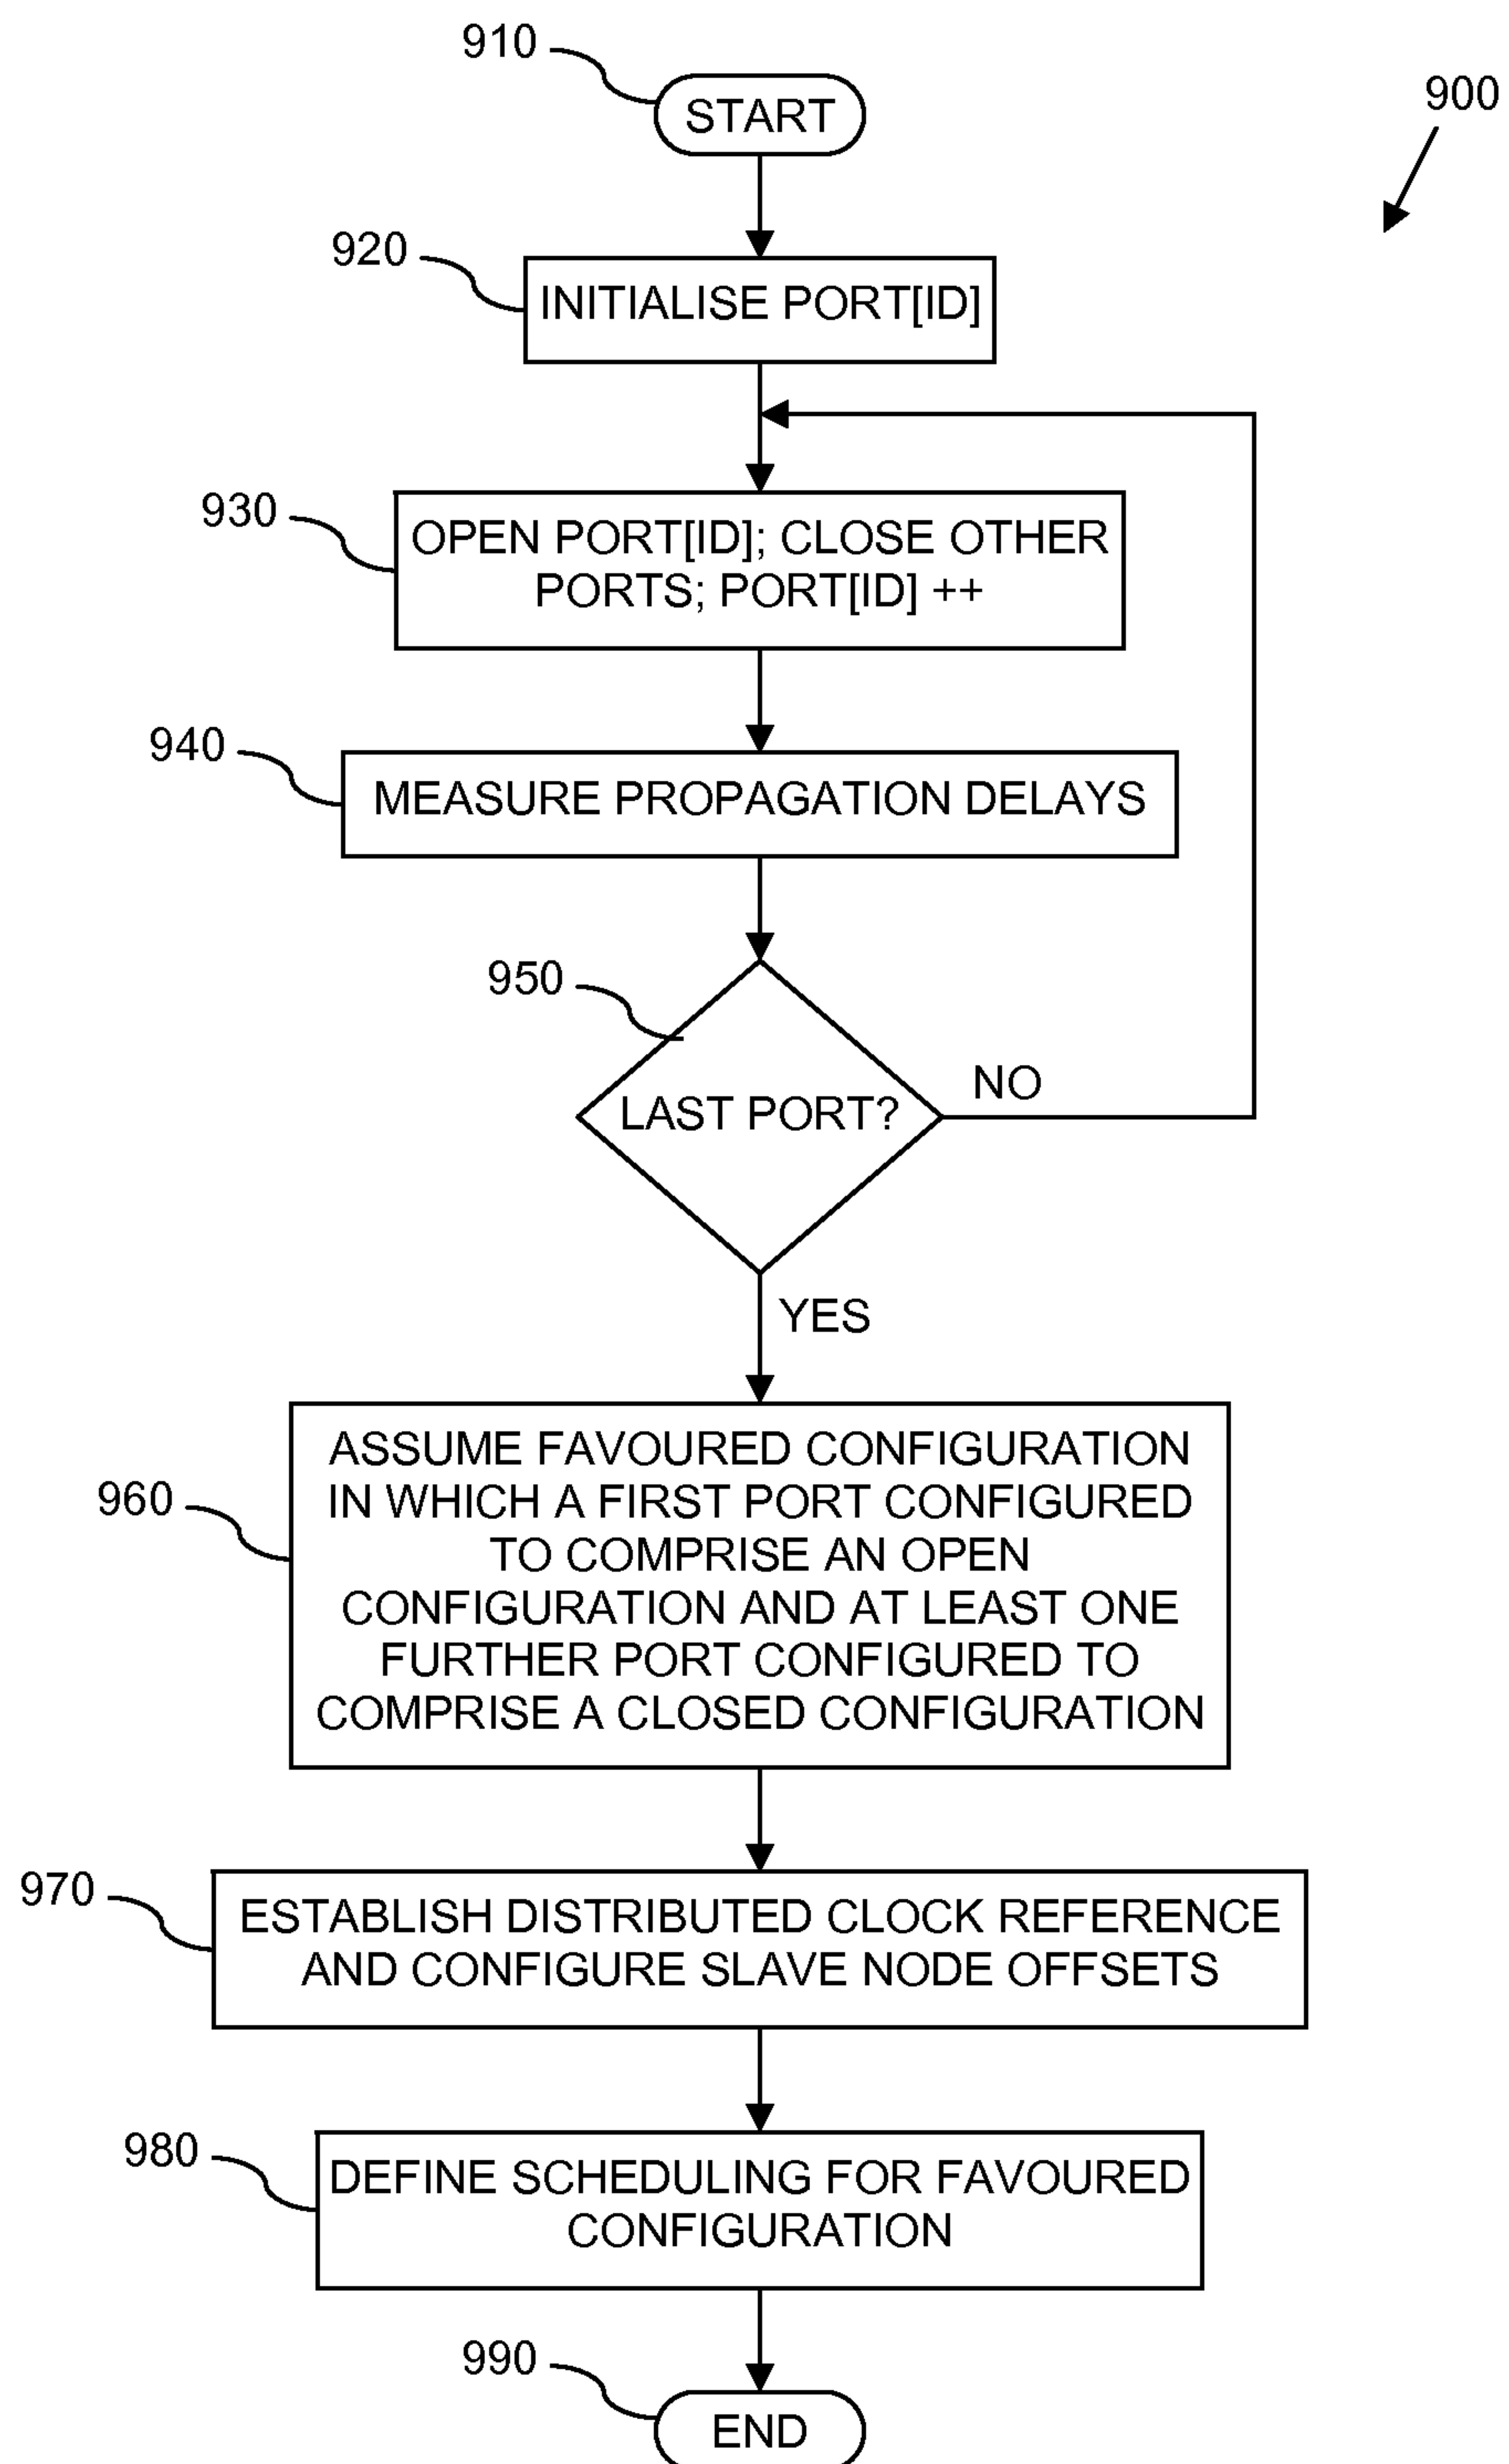 910
START
900
920
INITIALISE PORT[ID]
930
OPEN PORT[ID]; CLOSE OTHER
PORTS; PORT[ID] ++
940
MEASURE PROPAGATION DELAYS
950
LAST PORT?
NO
YES
960
ASSUME FAVOURED CONFIGURATION
IN WHICH A FIRST PORT CONFIGURED
TO COMPRISE AN OPEN
CONFIGURATION AND AT LEAST ONE
FURTHER PORT CONFIGURED TO
COMPRISE A CLOSED CONFIGURATION
970
ESTABLISH DISTRIBUTED CLOCK REFERENCE
AND CONFIGURE SLAVE NODE OFFSETS
980
DEFINE SCHEDULING FOR FAVOURED
CONFIGURATION
990
END